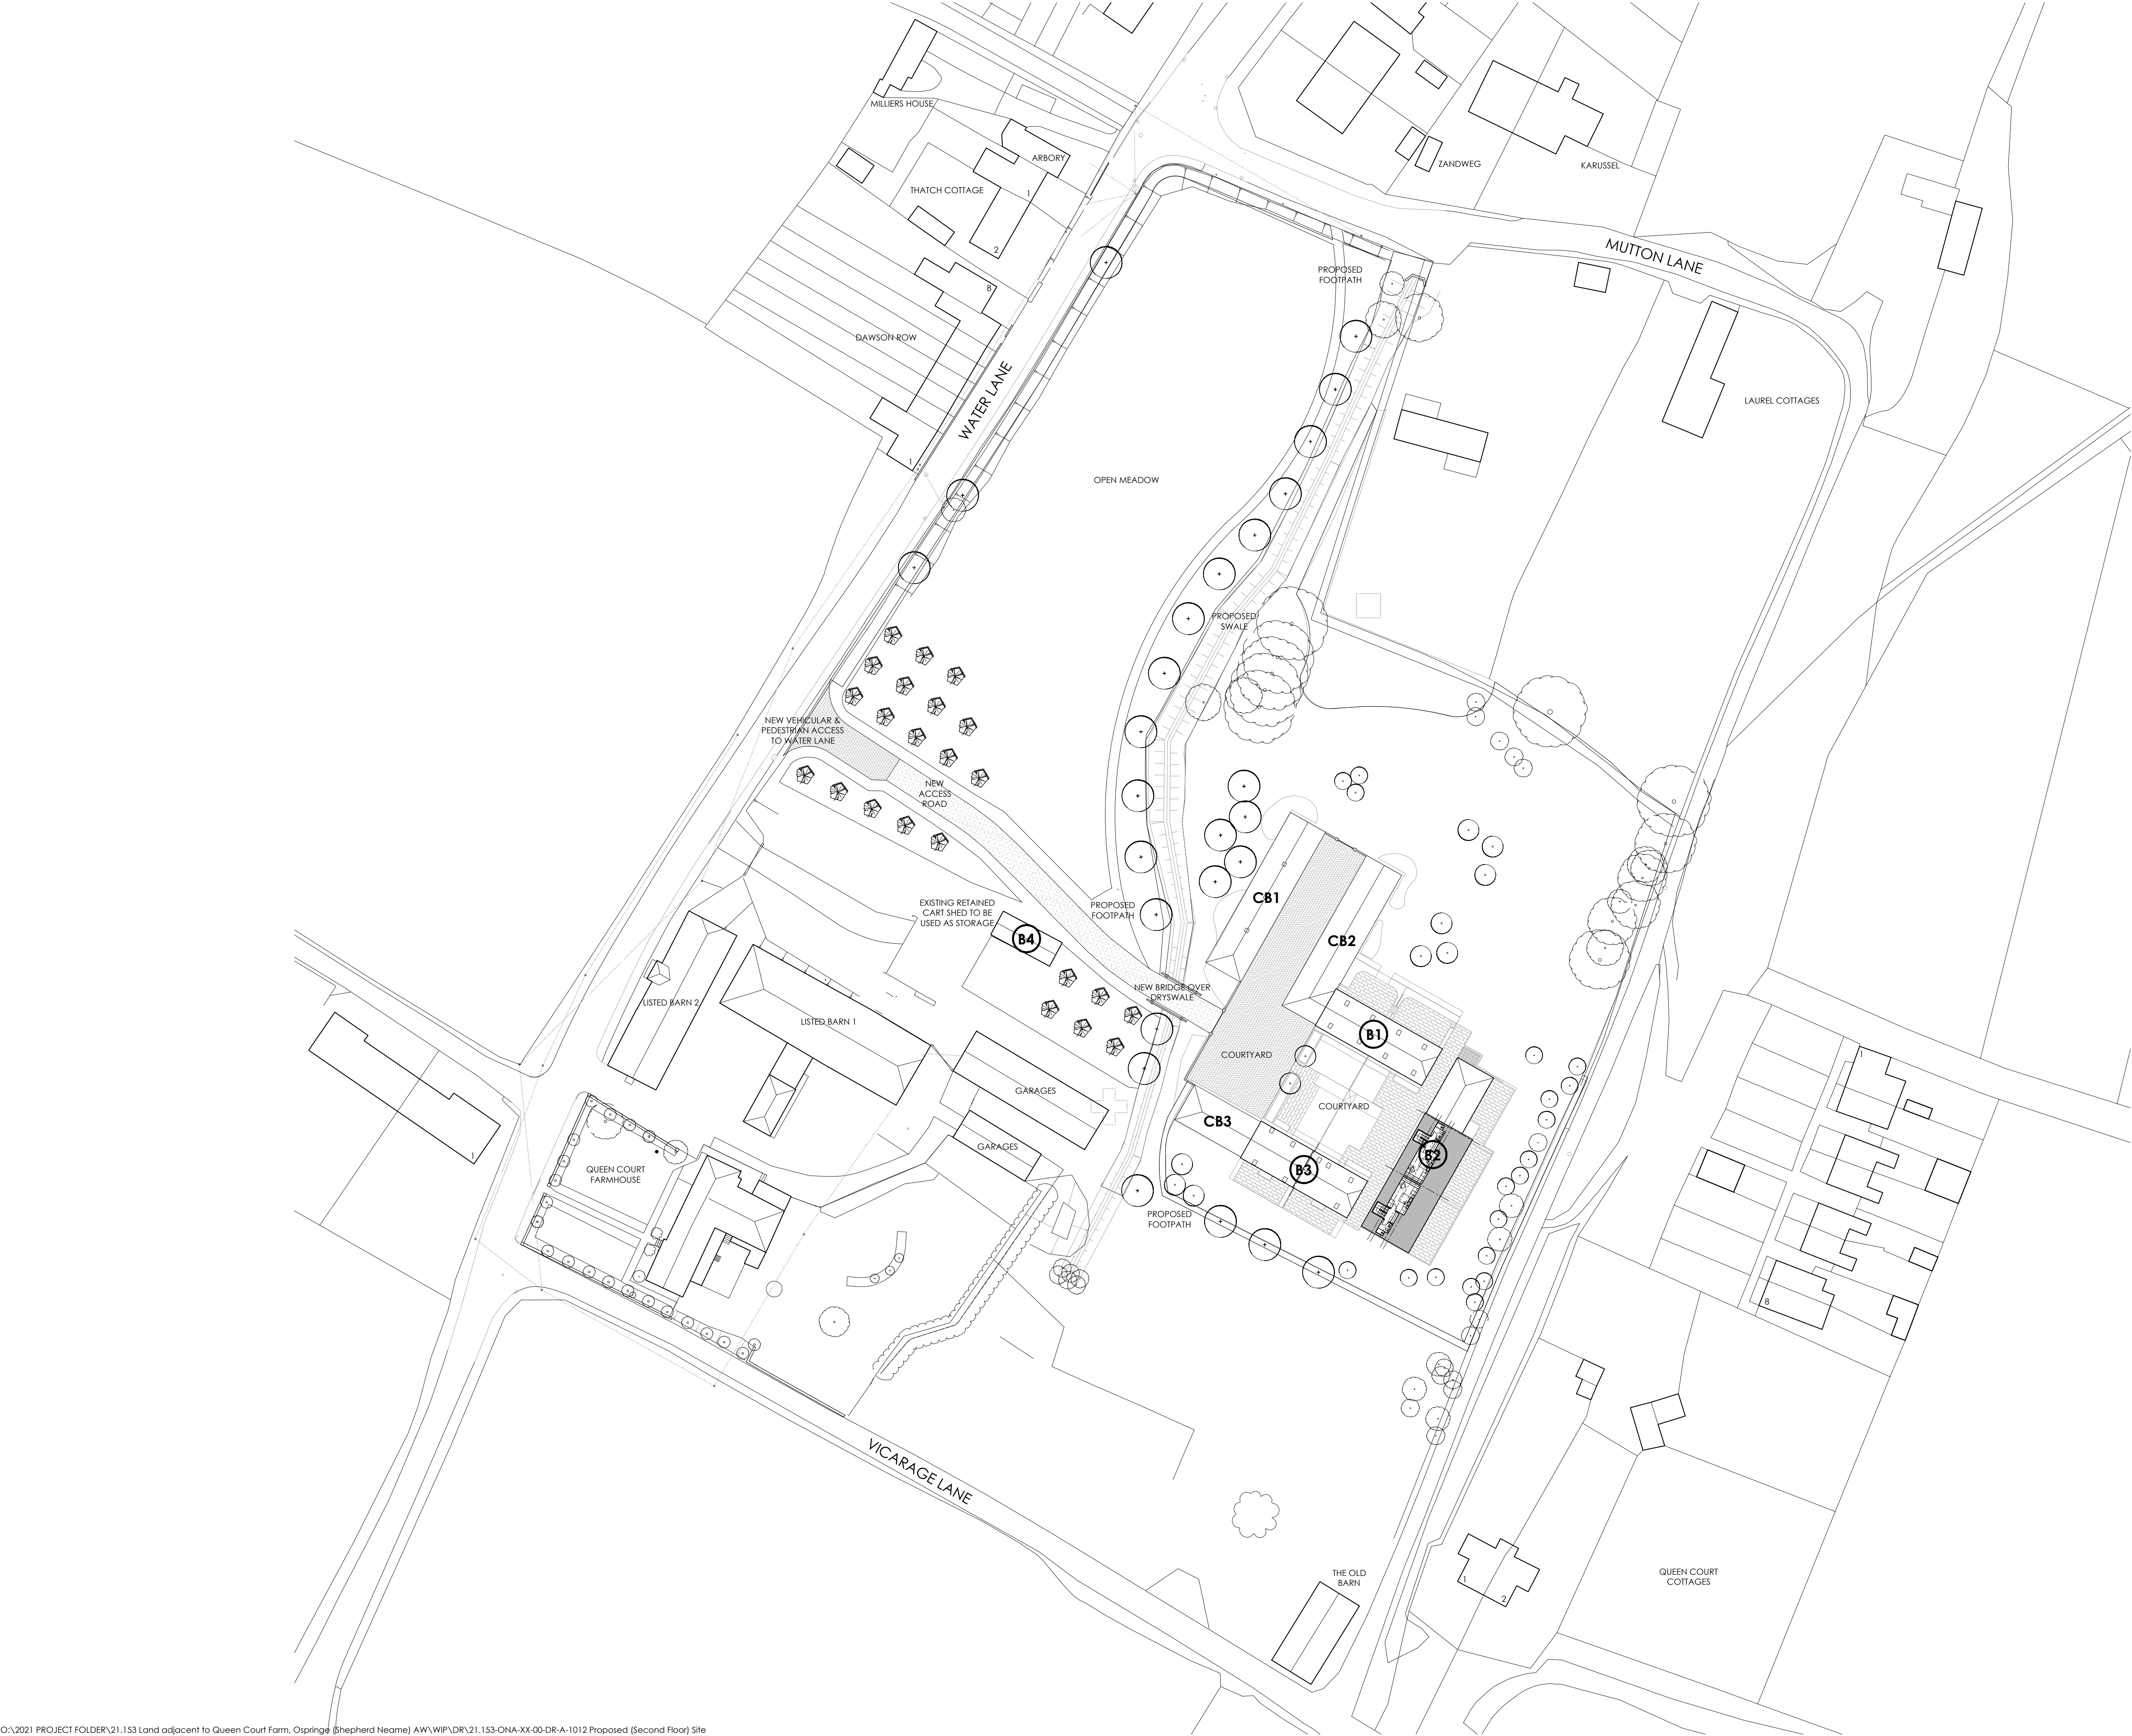 MILLIERS HOUSE
ARBORY
THATCH COTTAGE
1
2
ZANDWEG
KARUSSEL
MUTTON LANE
PROPOSED
FOOTPATH
8
DAWSON ROW
WATER LANE
1
LAUREL COTTAGES
OPEN MEADOW
PROPOSED
SWALE
NEW VEHICULAR &
PEDESTRIAN ACCESS
TO WATER LANE
NEW
ACCESS
ROAD
EXISTING RETAINED
CART SHED TO BE
USED AS STORAGE
B4
PROPOSED
FOOTPATH
CB1
CB2
NEW BRIDGE OVER
DRYSWALE
LISTED BARN 2
LISTED BARN 1
B1
COURTYARD
GARAGES
COURTYARD
CB3
GARAGES
B2
B3
1
QUEEN COURT
FARMHOUSE
PROPOSED
FOOTPATH
1
8
VICARAGE LANE
THE OLD
BARN
1
2
QUEEN COURT
COTTAGES
O:\2021 PROJECT FOLDER\21.153 Land adjacent to Queen Court Farm, Ospringe (Shepherd Neame) AW\WIP\DR\21.153-ONA-XX-00-DR-A-1012 Proposed (Second Floor) Site